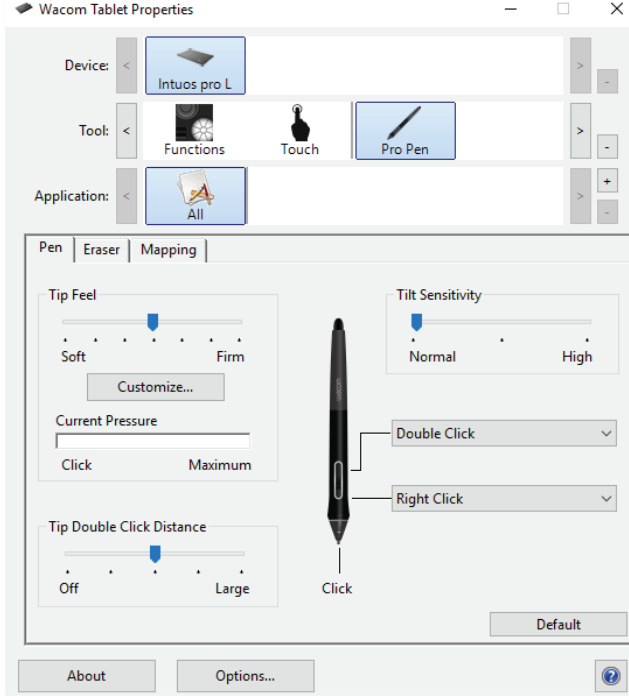 Wacom Tablet Properties
Device:
<
Intuos pro L
>
-
Tool:
<
Functions
Touch
Pro Pen
>
-
Application:
<
All
>
+
-
Pen
Eraser
Mapping
Tip Feel
Soft
Firm
Customize...
Current Pressure
Click
Maximum
Tip Double Click Distance
Off
Large
wacom
Click
Tilt Sensitivity
Normal
High
Double Click
Right Click
Default
About
Options...
?